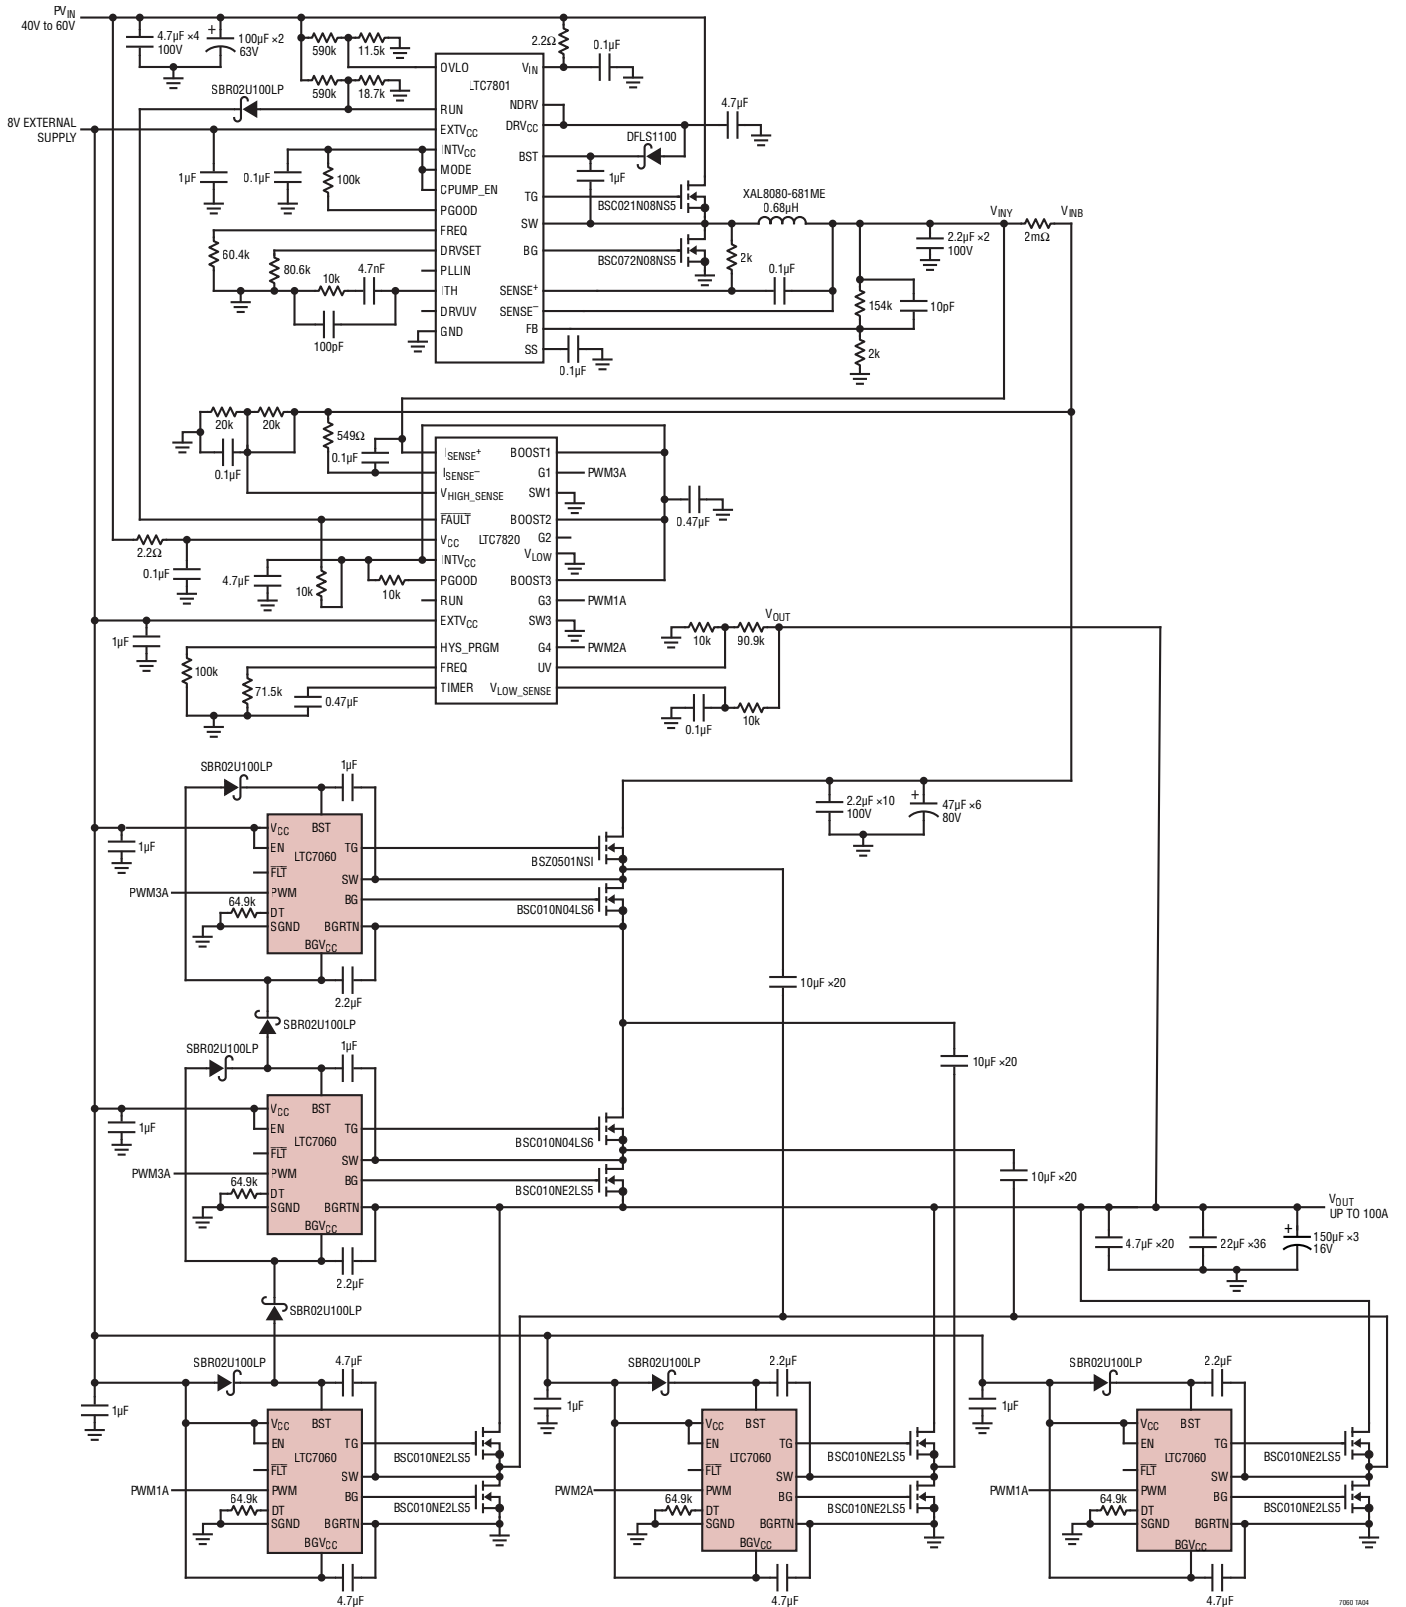 PVIN
40V to 60V
4.7µF ×4
100V
+
100µF ×2
63V
590k
11.5k
590k
18.7k
SBR02U100LP
8V EXTERNAL
SUPPLY
1µF
0.1µF
100k
60.4k
80.6k
10k
4.7nF
100pF
OVLO
LTC7801
RUN
EXTVCC
INTVCC
MODE
CPUMP_EN
PGOOD
FREQ
DRVSET
PLLIN
ITH
DRVUV
GND
VIN
NDRV
DRVCC
BST
TG
SW
BG
SENSE+
SENSE–
FB
SS
2.2Ω
0.1µF
4.7µF
DFLS1100
1µF
BSC021N08NS5
BSC072N08NS5
XAL8080-681ME
0.68µH
2k
0.1µF
0.1µF
154k
10pF
2k
2.2µF ×2
100V
VINY
2mΩ
VINB
20k
20k
0.1µF
549Ω
0.1µF
2.2Ω
0.1µF
4.7µF
10k
10k
1µF
100k
71.5k
0.47µF
ISENSE+
ISENSE–
VHIGH_SENSE
FAULT
VCC
LTC7820
INTVCC
PGOOD
RUN
EXTVCC
HYS_PRGM
FREQ
TIMER
BOOST1
G1
SW1
BOOST2
G2
VLOW
BOOST3
G3
SW3
G4
UV
VLOW_SENSE
PWM3A
0.47µF
PWM1A
PWM2A
VOUT
10k
90.9k
0.1µF
10k
SBR02U100LP
1µF
1µF
VCC
BST
EN
TG
LTC7060
FLT
SW
PWM3A
PWM
BG
64.9k
DT
SGND
BGRTN
BGVCC
2.2µF
BSZ0501NSI
BSC010N04LS6
2.2µF ×10
100V
+
47µF ×6
80V
10µF ×20
SBR02U100LP
SBR02U100LP
1µF
10µF ×20
1µF
VCC
BST
EN
TG
LTC7060
FLT
SW
PWM3A
PWM
BG
64.9k
DT
SGND
BGRTN
BGVCC
2.2µF
BSC010N04LS6
BSC010NE2LS5
10µF ×20
VOUT
UP TO 100A
4.7µF ×20
22µF ×36
+
150µF ×3
16V
SBR02U100LP
SBR02U100LP
4.7µF
1µF
VCC
BST
EN
TG
LTC7060
FLT
SW
PWM1A
PWM
BG
64.9k
DT
SGND
BGRTN
BGVCC
4.7µF
BSC010NE2LS5
BSC010NE2LS5
SBR02U100LP
2.2µF
1µF
VCC
BST
EN
TG
LTC7060
FLT
SW
PWM2A
PWM
BG
64.9k
DT
SGND
BGRTN
BGVCC
4.7µF
BSC010NE2LS5
BSC010NE2LS5
SBR02U100LP
2.2µF
1µF
VCC
BST
EN
TG
LTC7060
FLT
SW
PWM1A
PWM
BG
64.9k
DT
SGND
BGRTN
BGVCC
4.7µF
BSC010NE2LS5
BSC010NE2LS5
7060 TA04